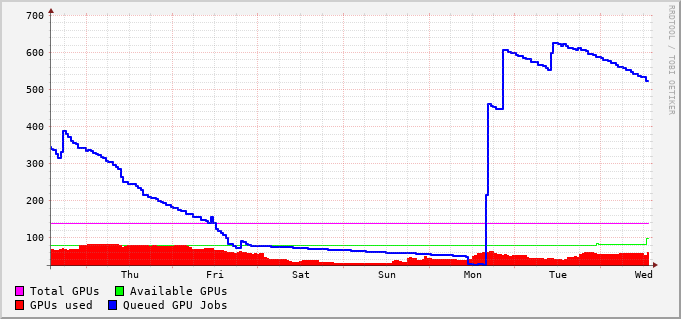 700
600
500
400
300
200
100
Thu Fri Sat Sun Mon Tue Wed
Total GPUs Available GPUs
GPUs used Queued GPU Jobs
RRDTOOL / TOBI OETIKER